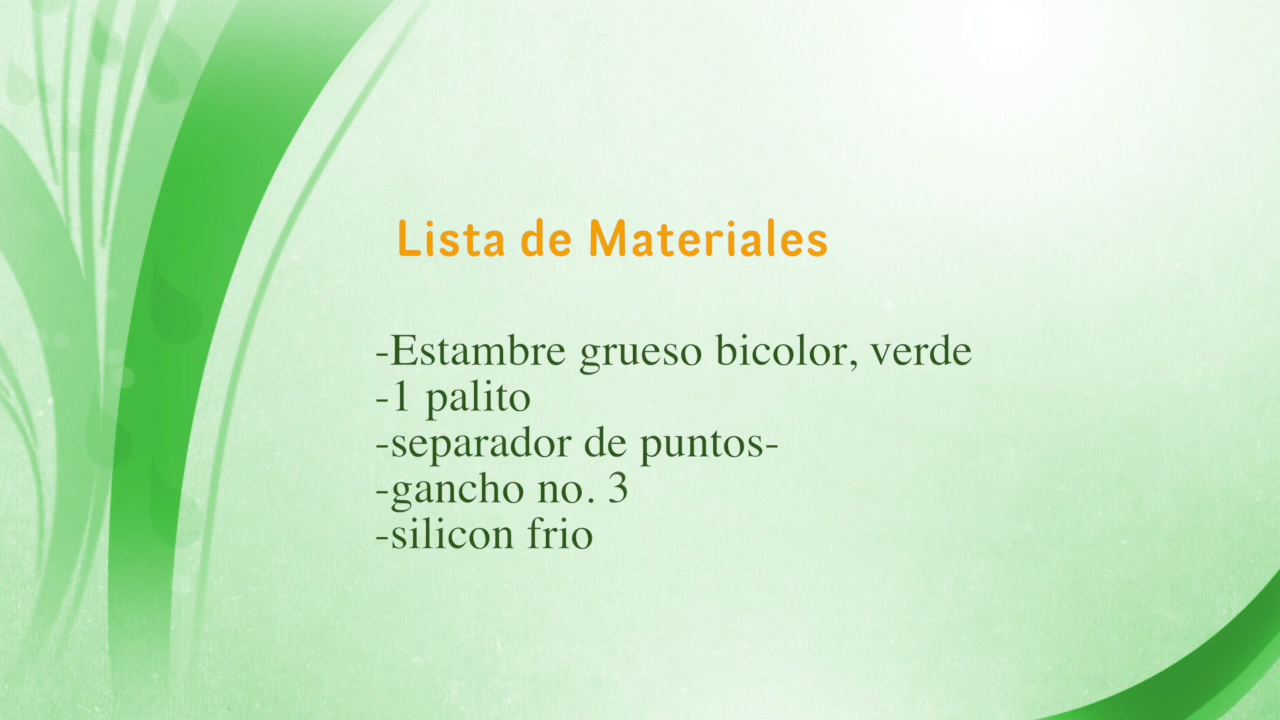 Lista de Materiales
-Estambre grueso bicolor, verde
-1 palito
-separador de puntos-
-gancho no. 3
-silicon frio